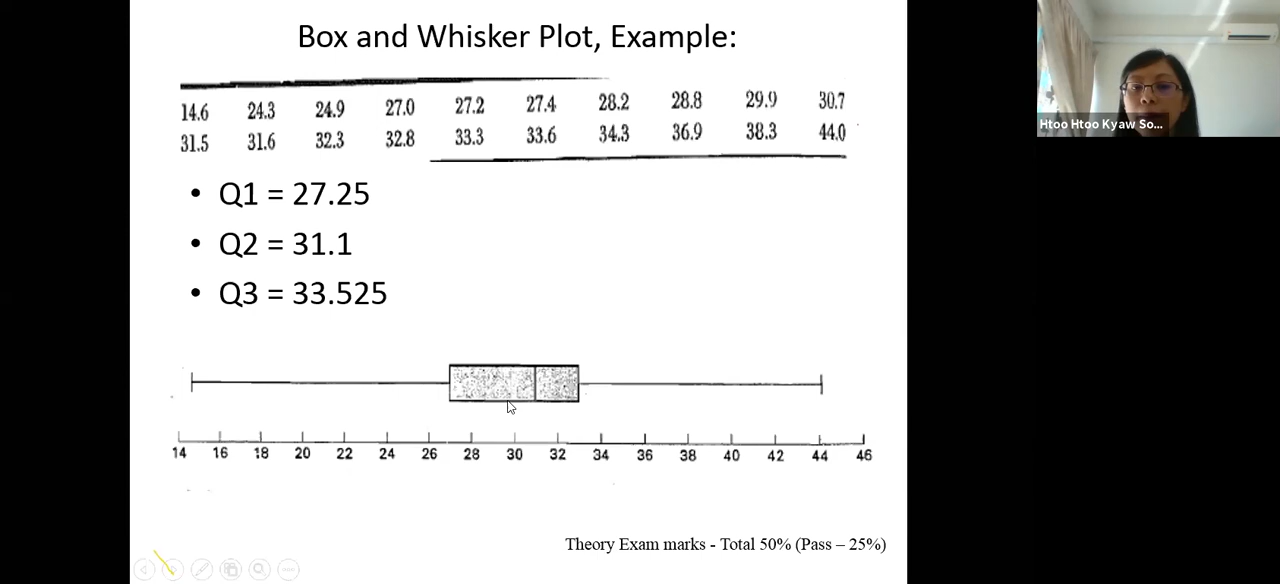 Box and Whisker Plot, Example:
14.6 24.3 24.9 27.0 27.2 27.4 28.2 28.8 29.9 30.7
31.5 31.6 32.3 32.8 33.3 33.6 34.3 36.9 38.3 44.0
• Q1 = 27.25
• Q2 = 31.1
• Q3 = 33.525
14 16 18 20 22 24 26 28 30 32 34 36 38 40 42 44 46
Theory Exam marks - Total 50% (Pass – 25%)
Htoo Htoo Kyaw So...